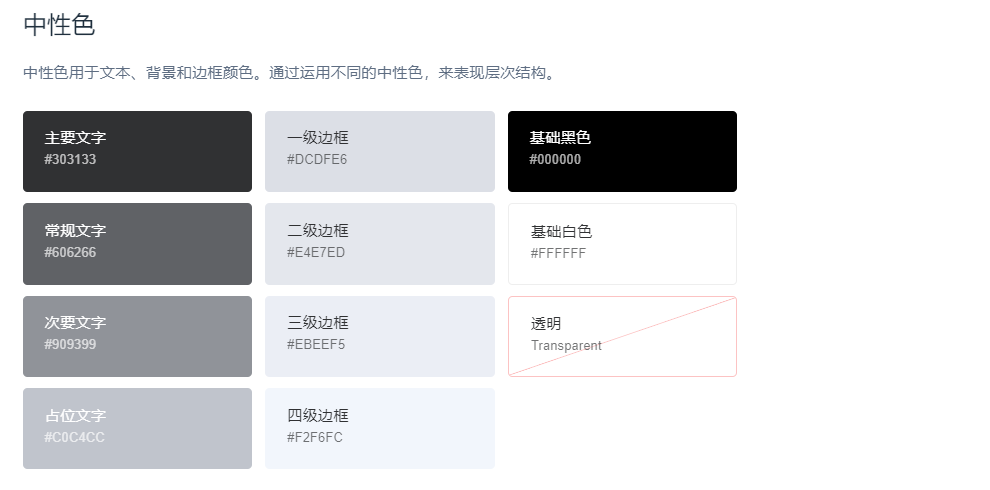 中性色
中性色用于文本、背景和边框颜色。通过运用不同的中性色，来表现层次结构。
主要文字
#303133
常规文字
#606266
次要文字
#909399
占位文字
#C0C4CC
一级边框
#DCDFE6
二级边框
#E4E7ED
三级边框
#EBEEF5
四级边框
#F2F6FC
基础黑色
#000000
基础白色
#FFFFFF
透明
Transparent